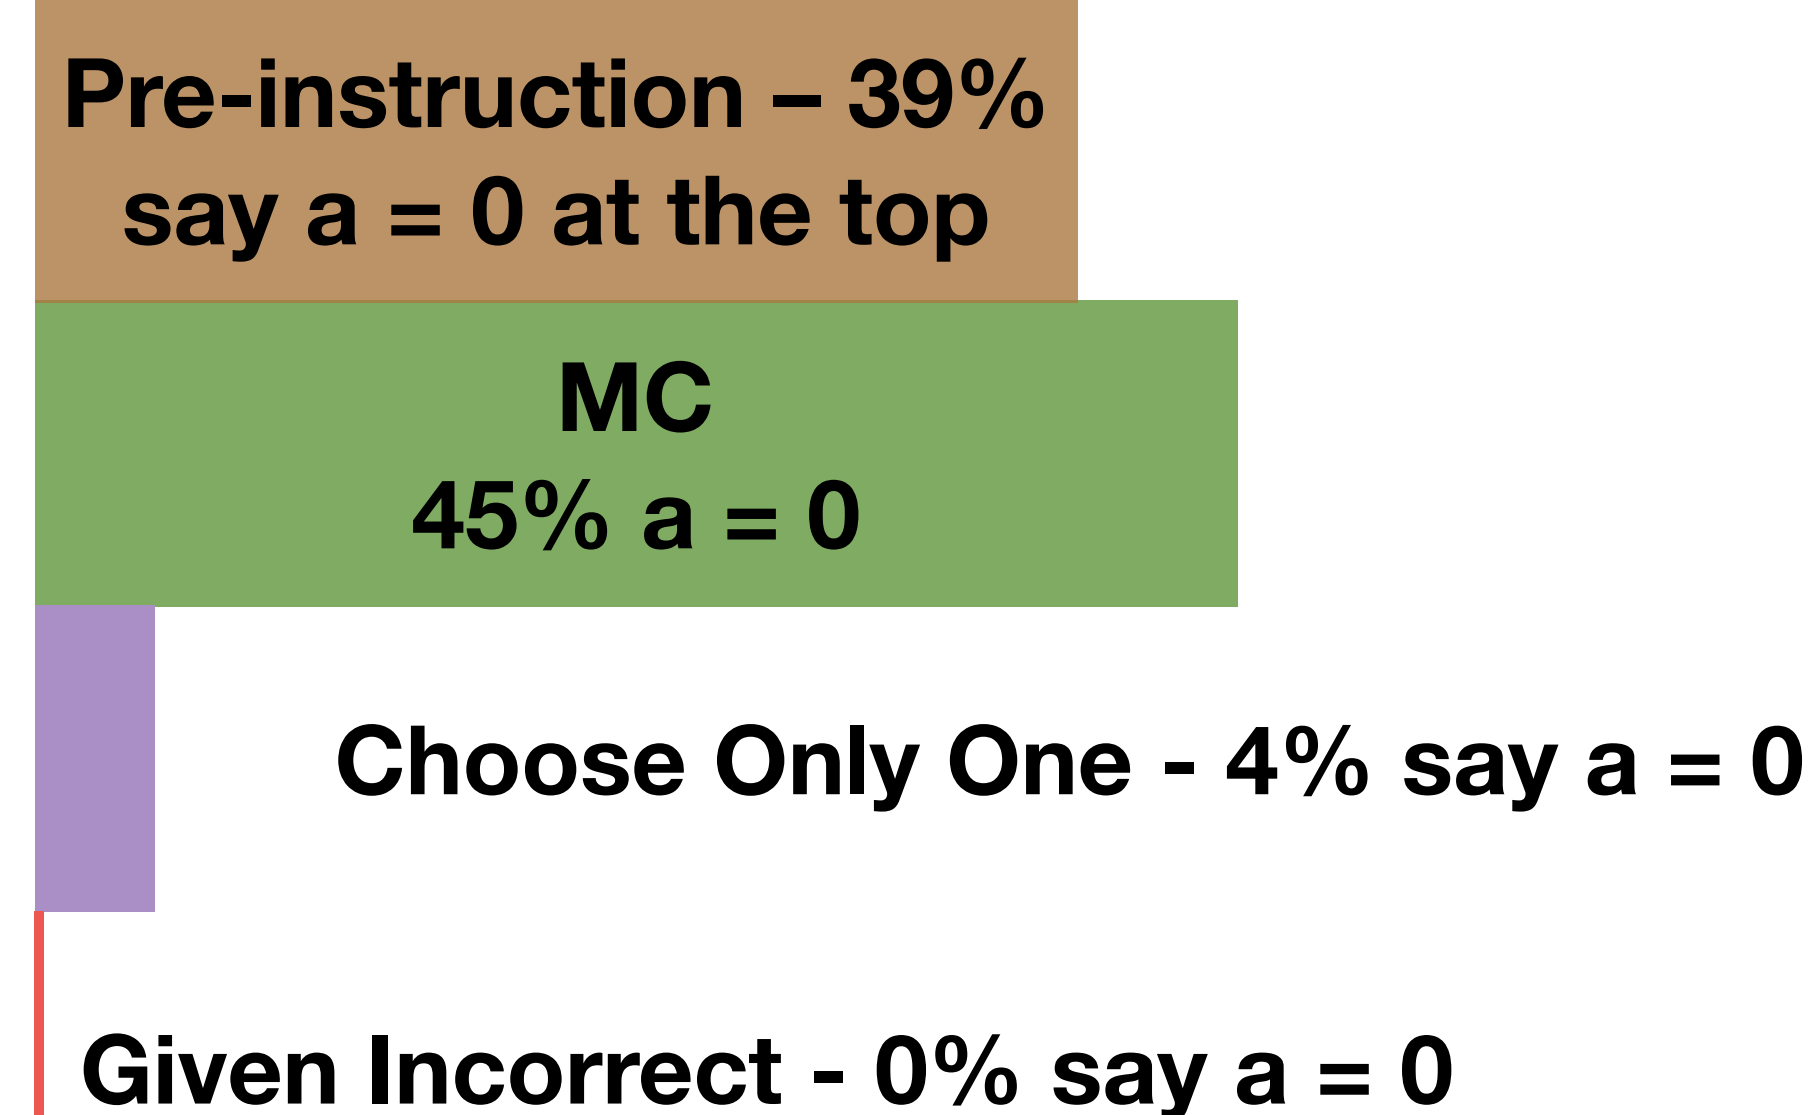 Pre-instruction – 39%
say a = 0 at the top
MC
45% a = 0
Choose Only One - 4% say a = 0
Given Incorrect - 0% say a = 0